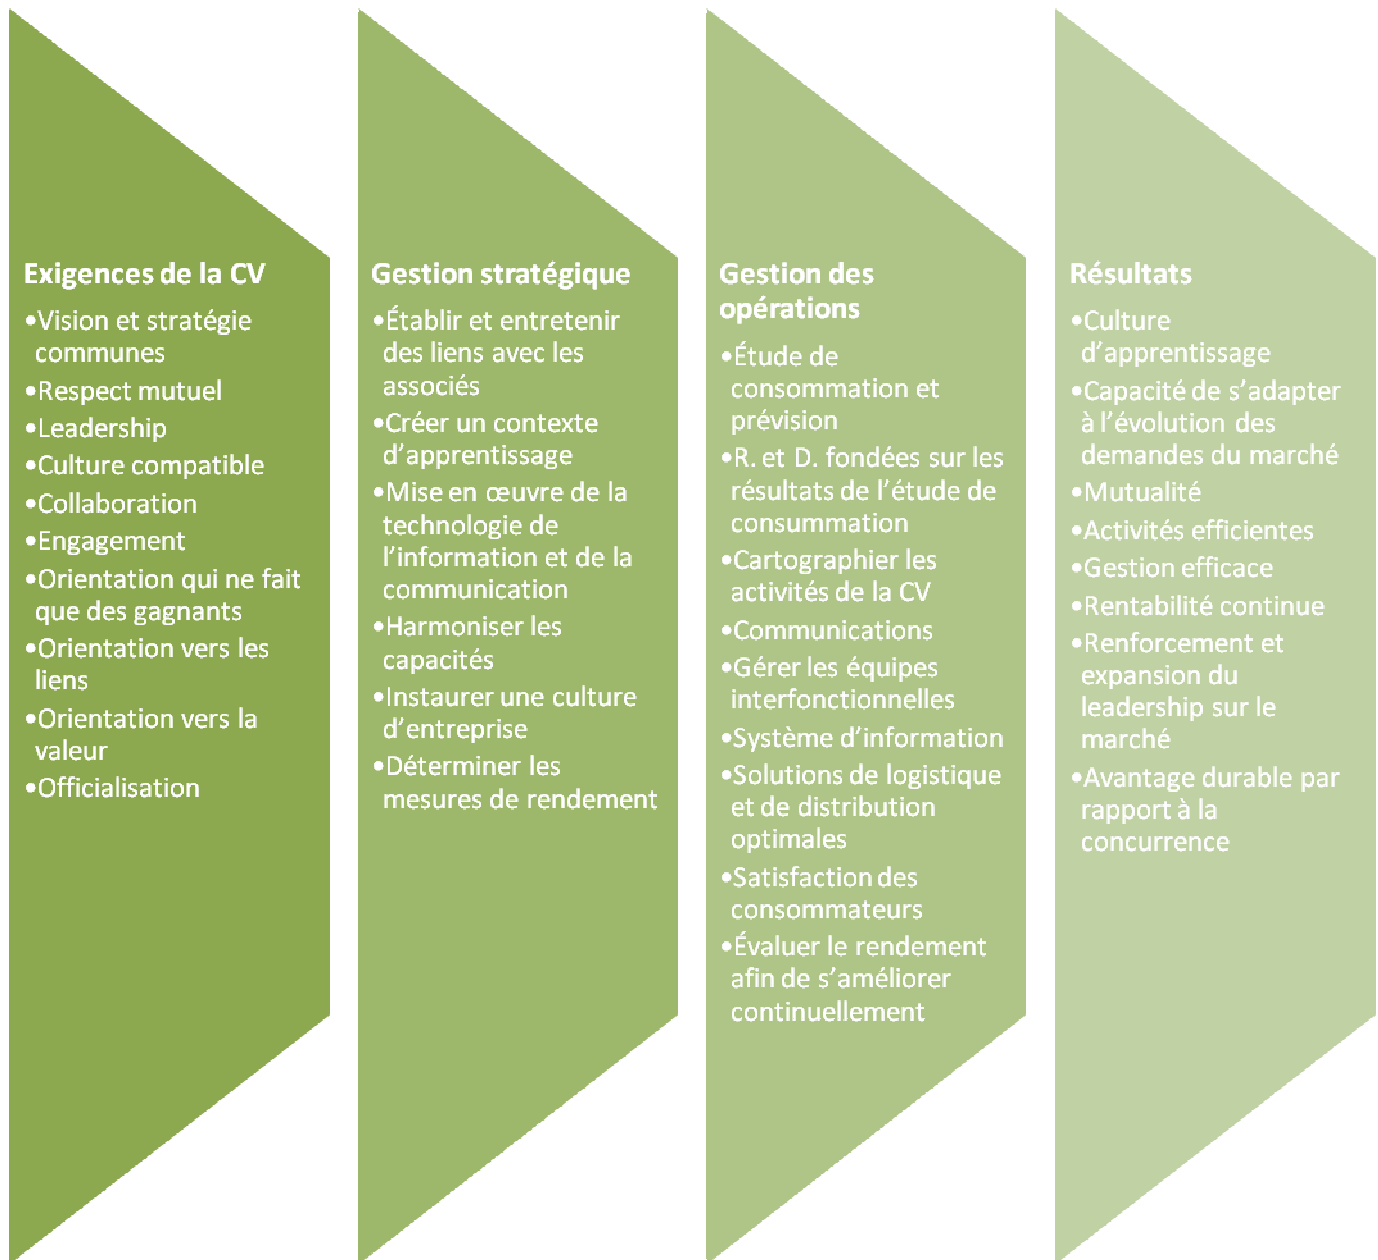 Exigences de la CV
•Vision et stratégie
communes
•Respect mutuel
•Leadership
•Culture compatible
•Collaboration
•Engagement
•Orientation qui ne fait
que des gagnants
•Orientation vers les
liens
•Orientation vers la
valeur
•Officialisation
Gestion stratégique
•Établir et entretenir
des liens avec les
associés
•Créer un contexte
d’apprentissage
•Mise en œuvre de la
technologie de
l’information et de la
communication
•Harmoniser les
capacités
•Instaurer une culture
d’entreprise
•Déterminer les
mesures de rendement
Gestion des
opérations
•Étude de
consommation et
prévision
•R. et D. fondées sur les
résultats de l’étude de
consummation
•Cartographier les
activités de la CV
•Communications
•Gérer les équipes
interfonctionnelles
•Système d’information
•Solutions de logistique
et de distribution
optimales
•Satisfaction des
consommateurs
•Évaluer le rendement
afin de s’améliorer
continuellement
Résultats
•Culture
d’apprentissage
•Capacité de s’adapter
à l’évolution des
demandes du marché
•Mutualité
•Activités efficientes
•Gestion efficace
•Rentabilité continue
•Renforcement et
expansion du
leadership sur le
marché
•Avantage durable par
rapport à la
concurrence